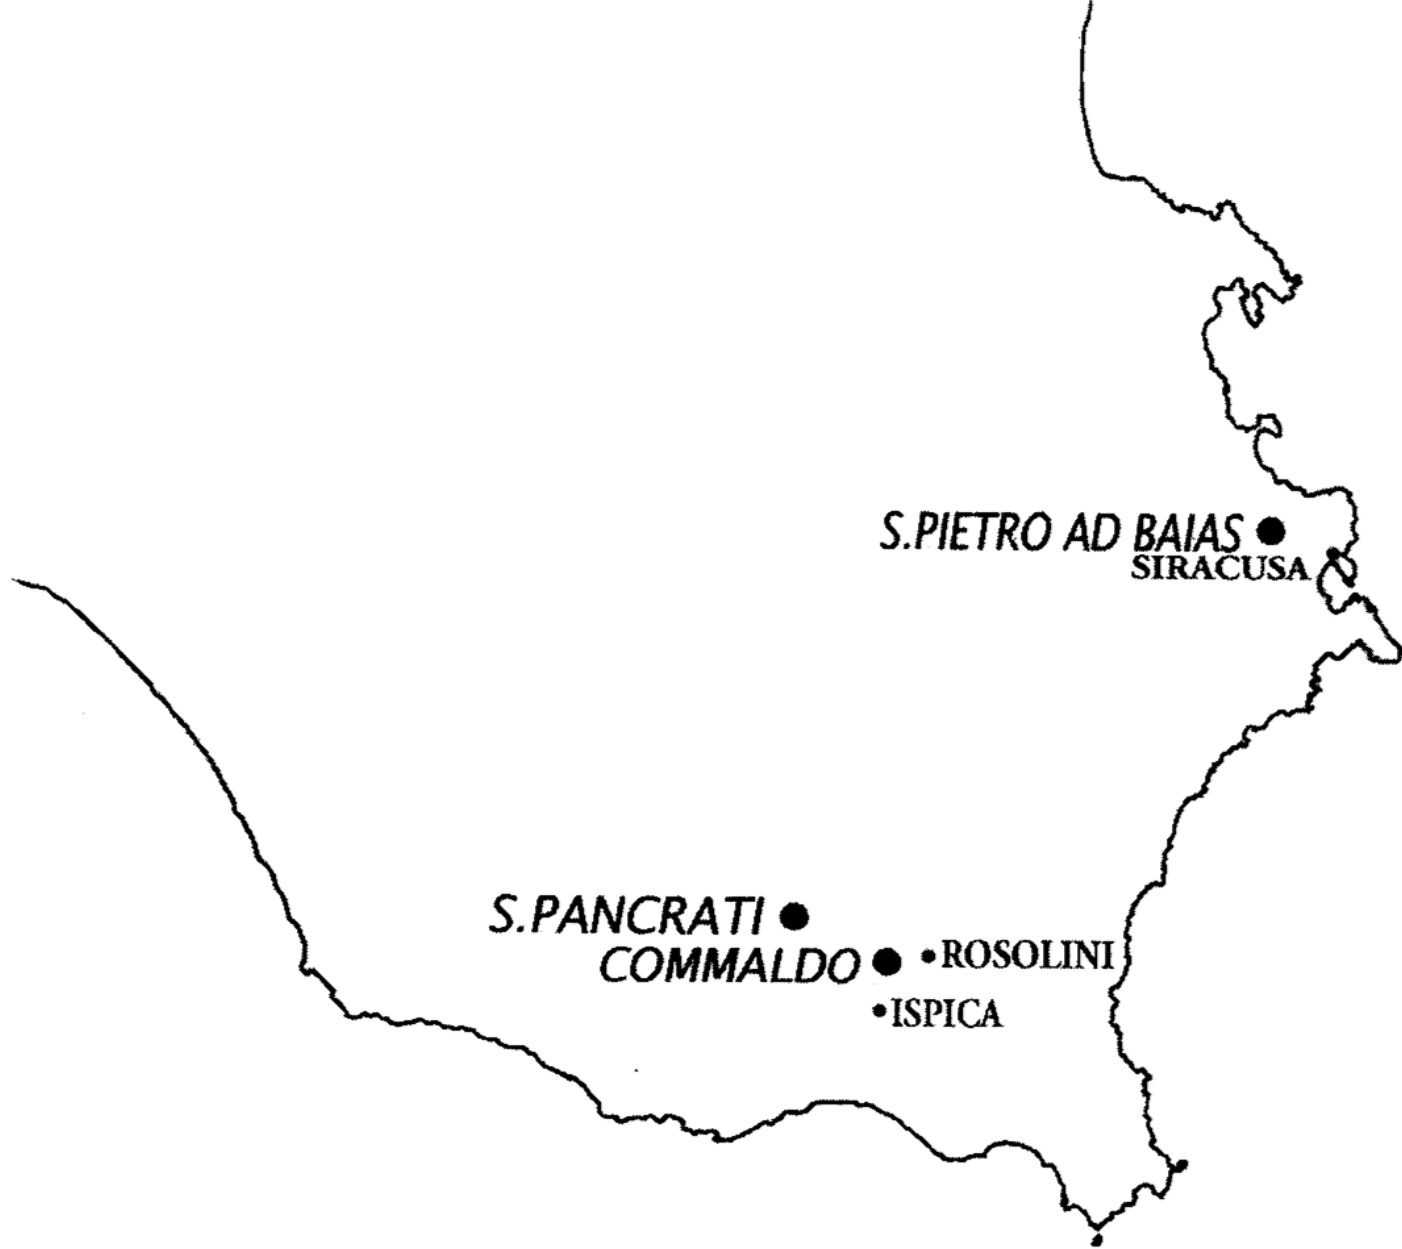 S.PIETRO AD BAIAS
SIRACUSA
S.PANCRATI
COMMALDO
ROSOLINI
ISPICA